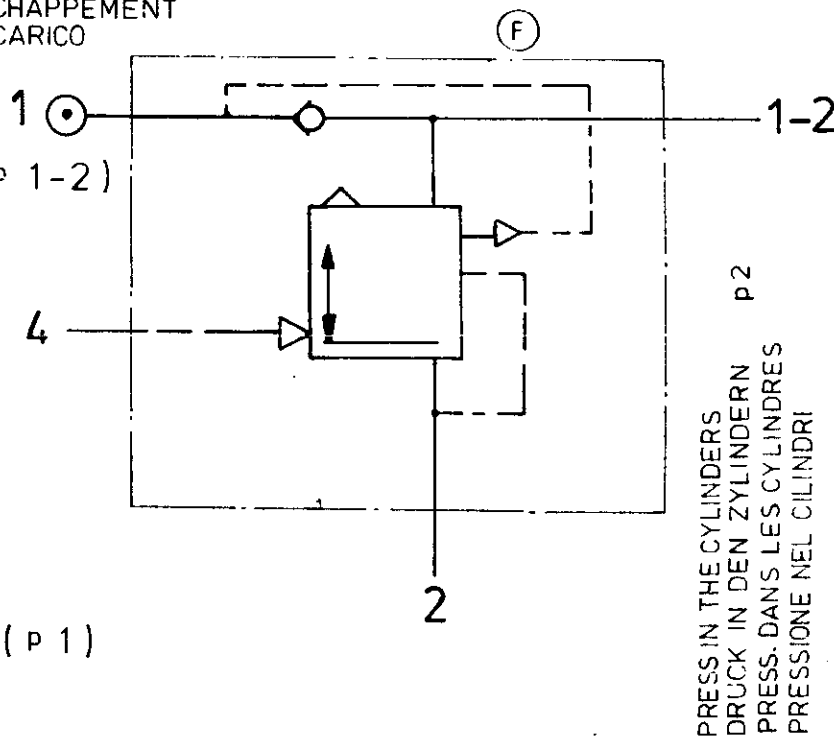 CHAPPEMENT
CARICO
F
1
1-2
p 1-2)
4
2
(p 1)
PRESS IN THE CYLINDERS
DRUCK IN DEN ZYLINDERN p2
PRESS. DANS LES CYLINDRES
PRESSIONE NEL CILINDRI